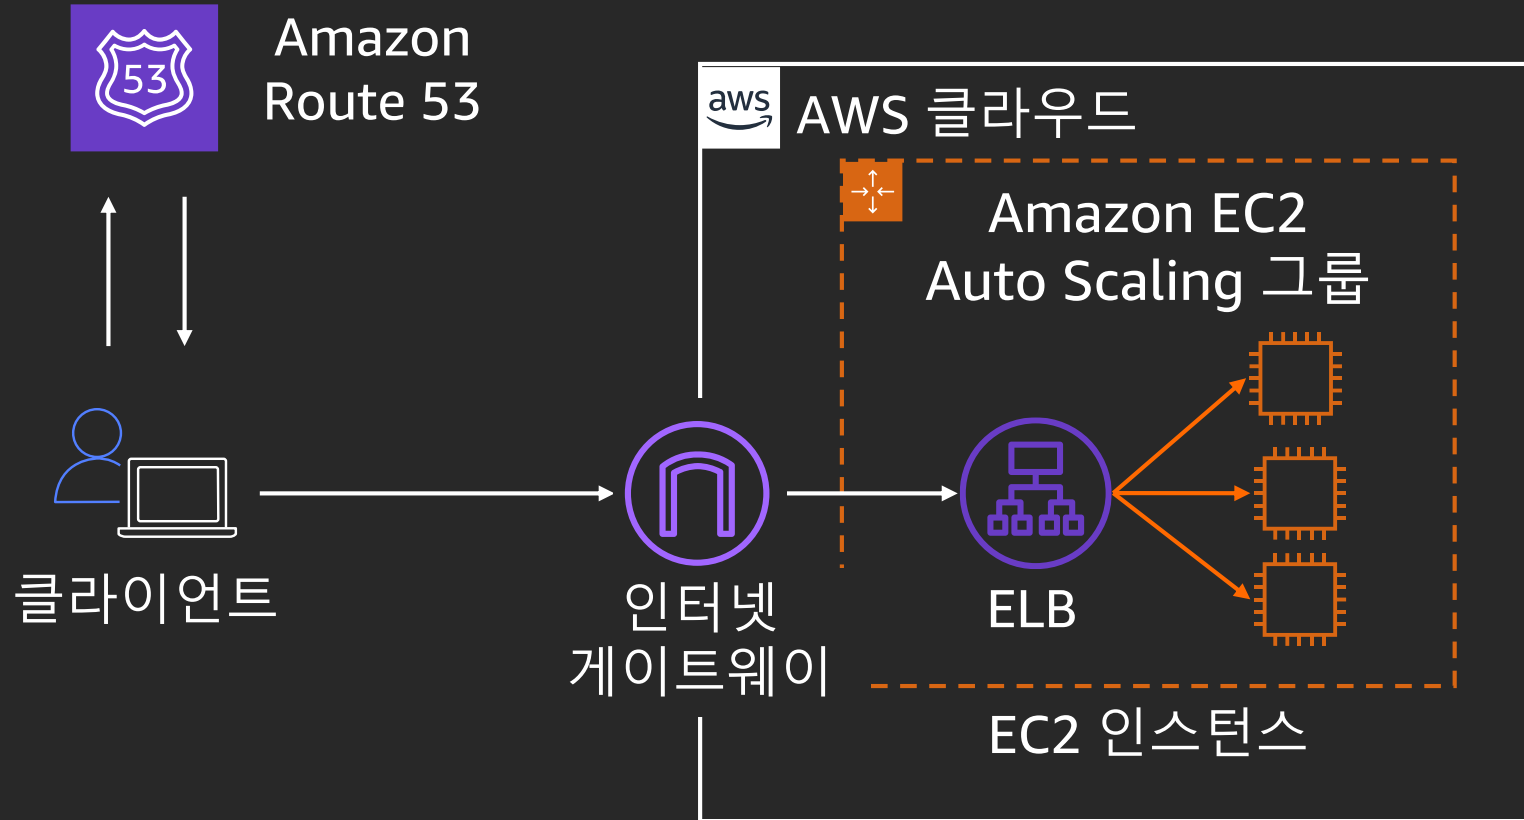 53
Amazon
Route 53
aws
AWS 클라우드
Amazon EC2
Auto Scaling 그룹
클라이언트
인터넷
게이트웨이
ELB
EC2 인스턴스